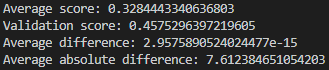 Average score: 0.3284443340636803
Validation score: 0.4575296397219605
Average difference: 2.9575890524024477e-15
Average absolute difference: 7.612384651054203